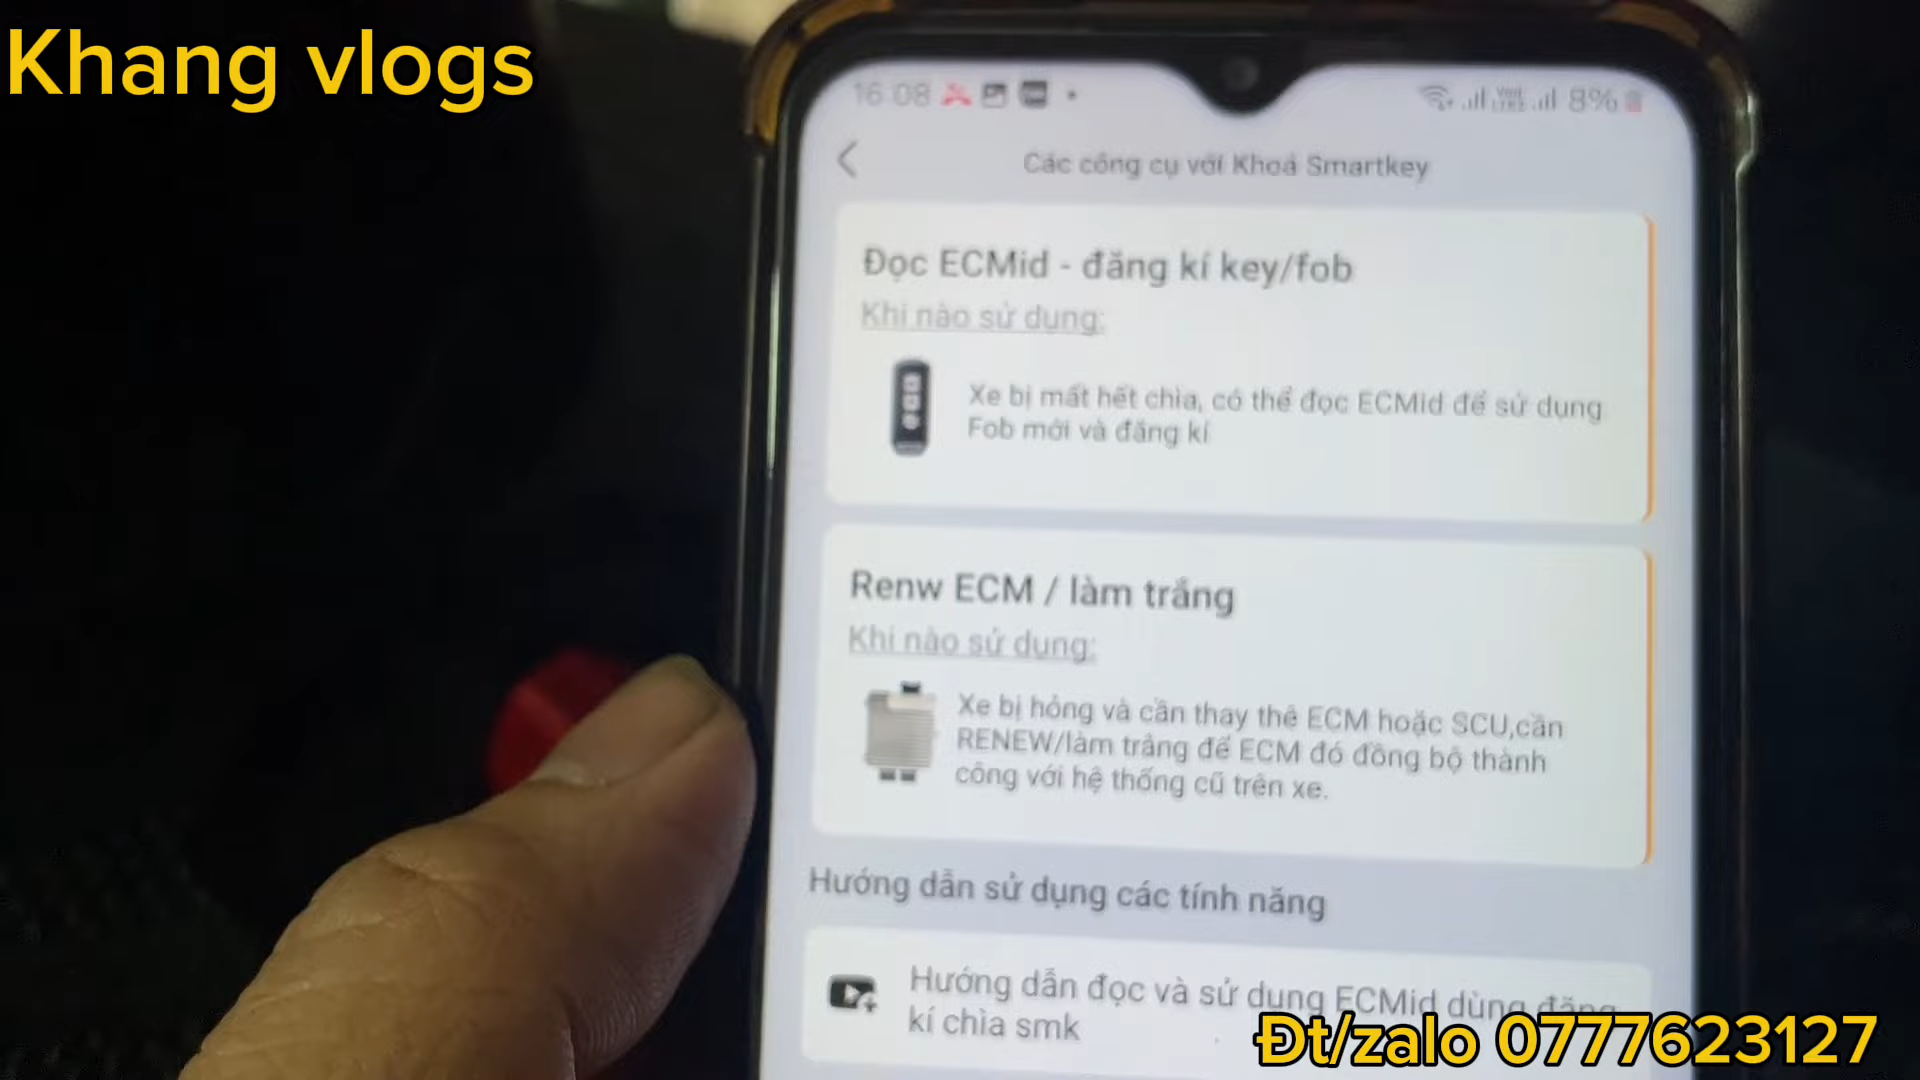 Khang vlogs
16:08
8%
Các công cụ với Khoá Smartkey
Đọc ECMid - đăng kí key/fob
Khi nào sử dụng:
Xe bị mất hết chìa, có thể đọc ECMid để sử dụng
Fob mới và đăng kí
Renw ECM / làm trắng
Khi nào sử dụng:
Xe bị hỏng và cần thay thê ECM hoặc SCU,cần
RENEW/làm trắng để ECM đó đồng bộ thành
công với hệ thống cũ trên xe.
Hướng dẫn sử dụng các tính năng
Hướng dẫn đọc và sử dụng ECMid dùng đăng
kí chìa smk
Đt/zalo 0777623127